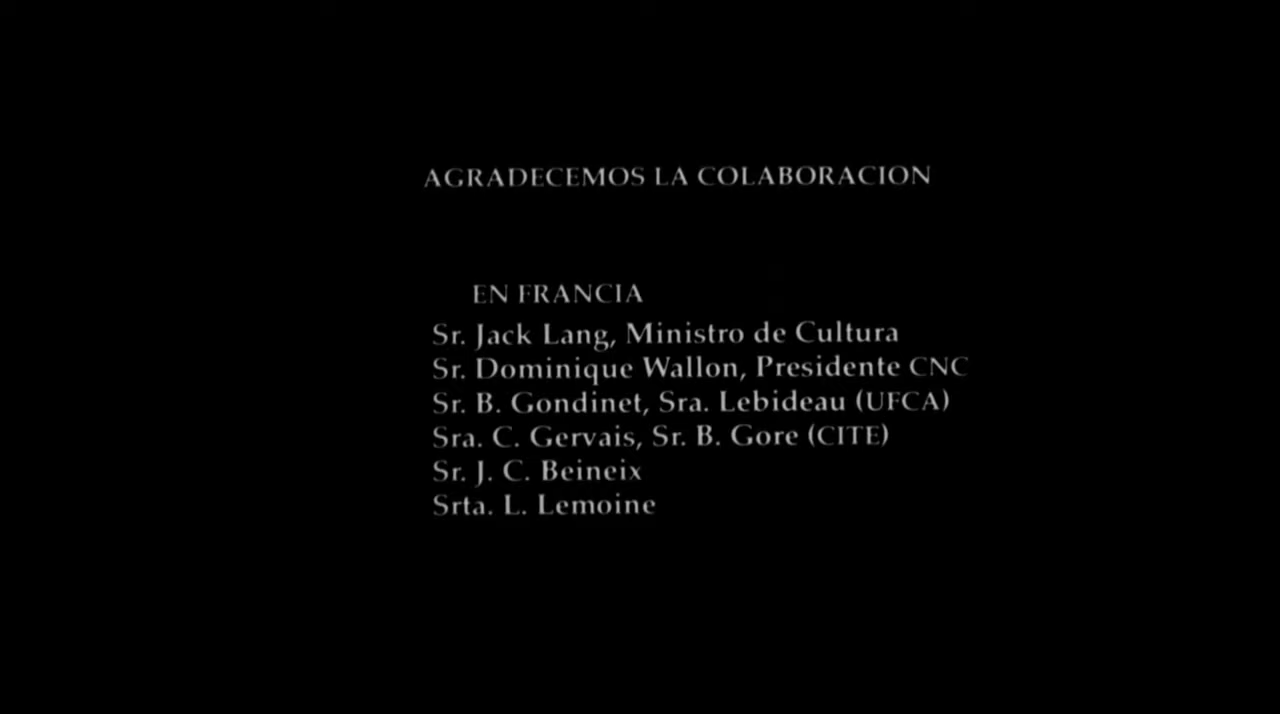 AGRADECEMOS LA COLABORACION
EN FRANCIA
Sr. Jack Lang, Ministro de Cultura
Sr. Dominique Wallon, Presidente CNC
Sr. B. Gondinet, Sra. Lebideau (UFCA)
Sra. C. Gervais, Sr. B. Gore (CITE)
Sr. J. C. Beineix
Srta. L. Lemoine